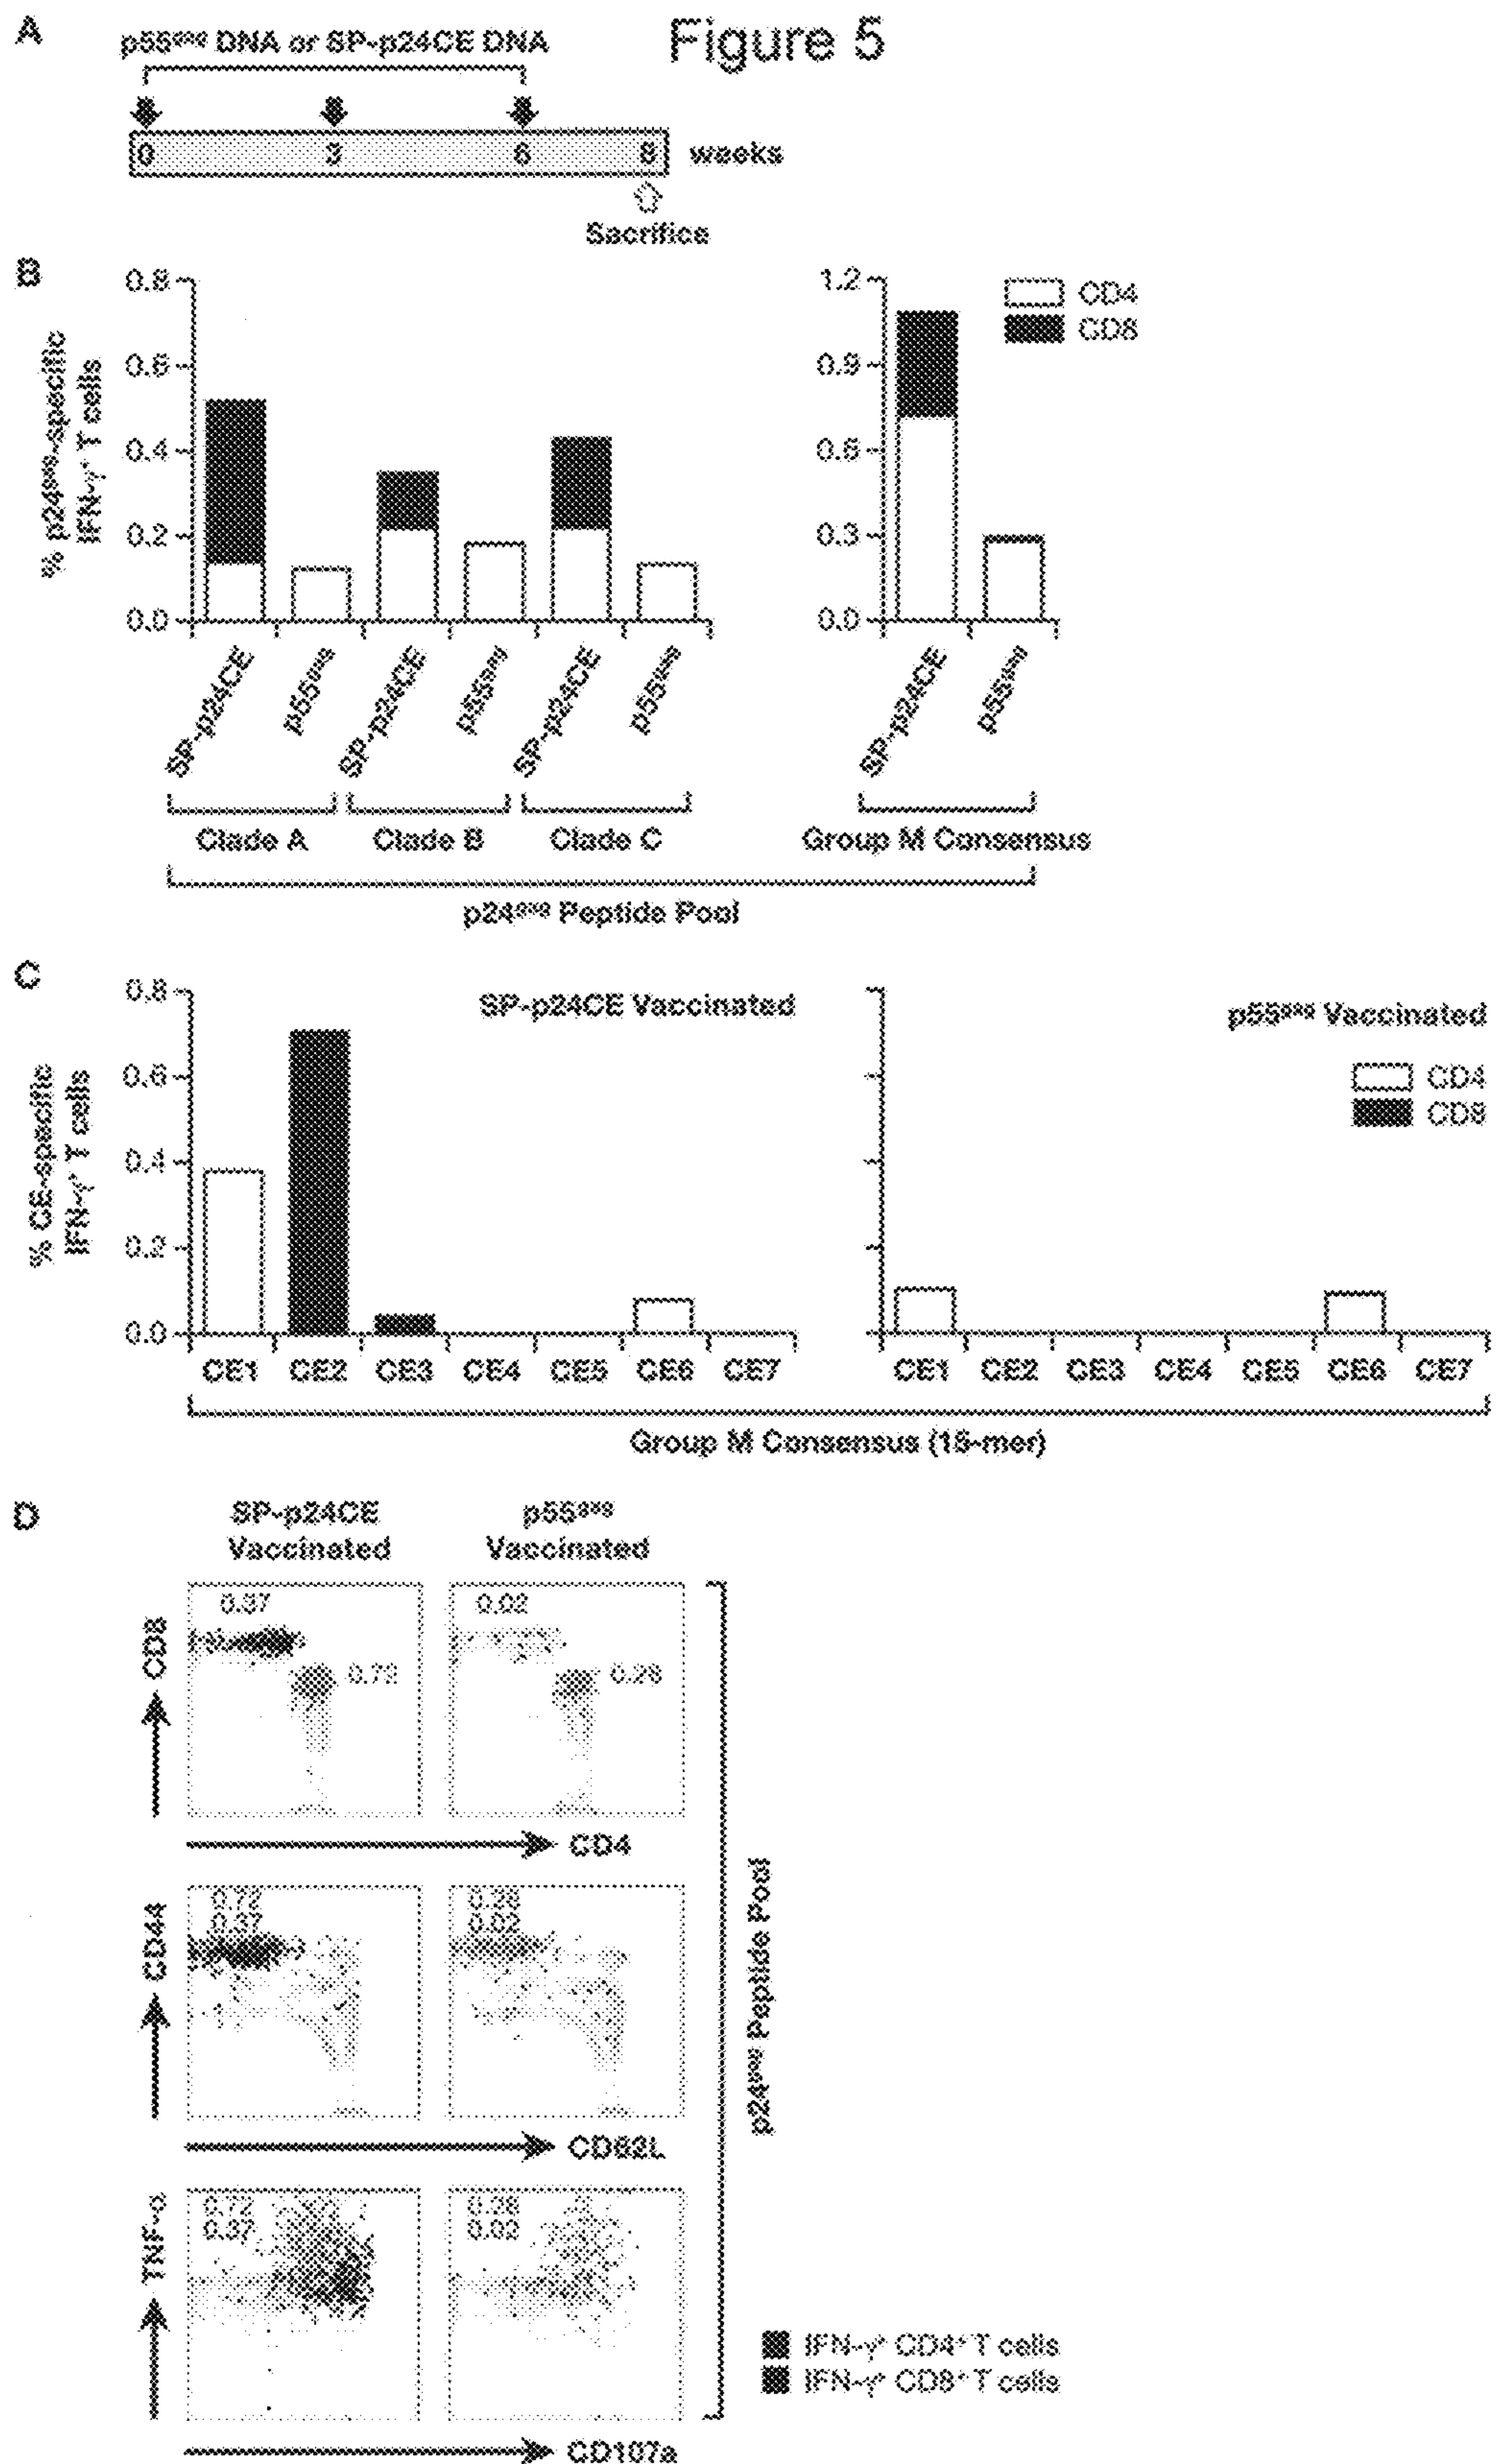 Figure 5
A
p55gag DNA or SP-p24CE DNA
0 3 6 8 weeks
Sacrifice
B
% p24gag-specific
IFN-γ+ T cells
0.8
0.6
0.4
0.2
0.0
1.2
0.9
0.6
0.3
0.0
CD4
CD8
SP-p24CE
p55gag
SP-p24CE
p55gag
SP-p24CE
p55gag
SP-p24CE
p55gag
Clade A
Clade B
Clade C
Group M Consensus
p24gag Peptide Pool
C
% CE-specific
IFN-γ+ T cells
0.8
0.6
0.4
0.2
0.0
SP-p24CE Vaccinated
p55gag Vaccinated
CD4
CD8
CE1 CE2 CE3 CE4 CE5 CE6 CE7
CE1 CE2 CE3 CE4 CE5 CE6 CE7
Group M Consensus (15-mer)
D
SP-p24CE
Vaccinated
p55gag
Vaccinated
CD8
0.37
0.72
0.02
0.28
CD4
CD44
0.72
0.37
0.28
0.02
CD62L
TNF-α
0.72
0.37
0.28
0.02
CD107a
p24gag Peptide Pool
IFN-γ+ CD4+ T cells
IFN-γ+ CD8+ T cells